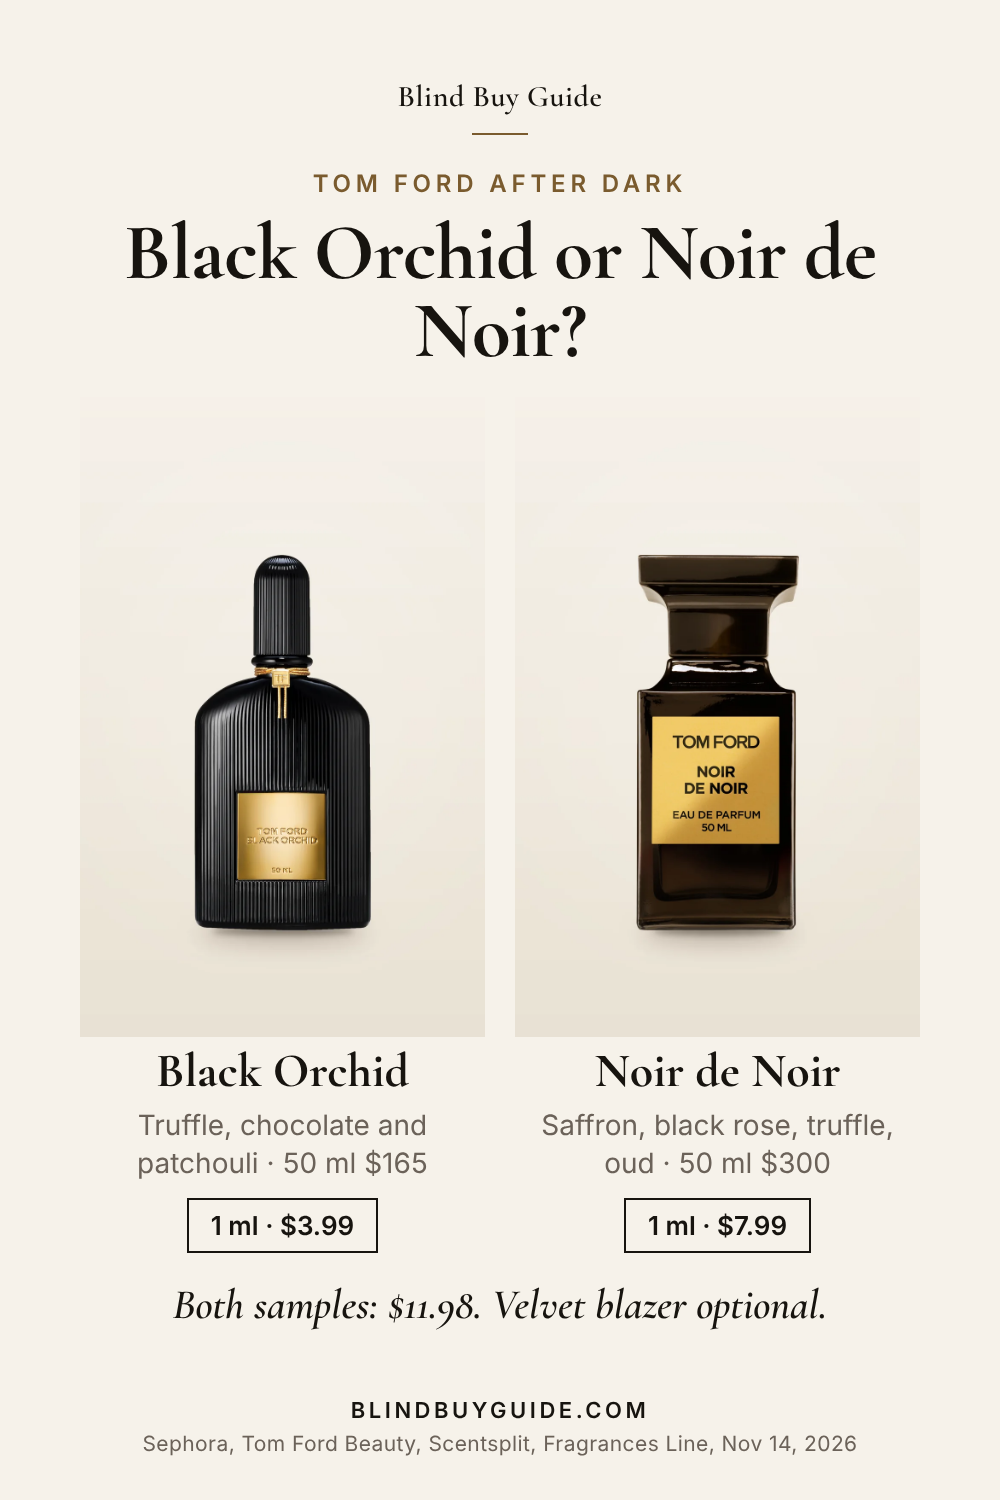 Blind Buy Guide
TOM FORD AFTER DARK
Black Orchid or Noir de
Noir?
TOM FORD
BLACK ORCHID
50 ML
TOM FORD
NOIR
DE NOIR
EAU DE PARFUM
50 ML
Black Orchid
Truffle, chocolate and
patchouli · 50 ml $165
1 ml · $3.99
Noir de Noir
Saffron, black rose, truffle,
oud · 50 ml $300
1 ml · $7.99
Both samples: $11.98. Velvet blazer optional.
BLINDBUYGUIDE.COM
Sephora, Tom Ford Beauty, Scentsplit, Fragrances Line, Nov 14, 2026